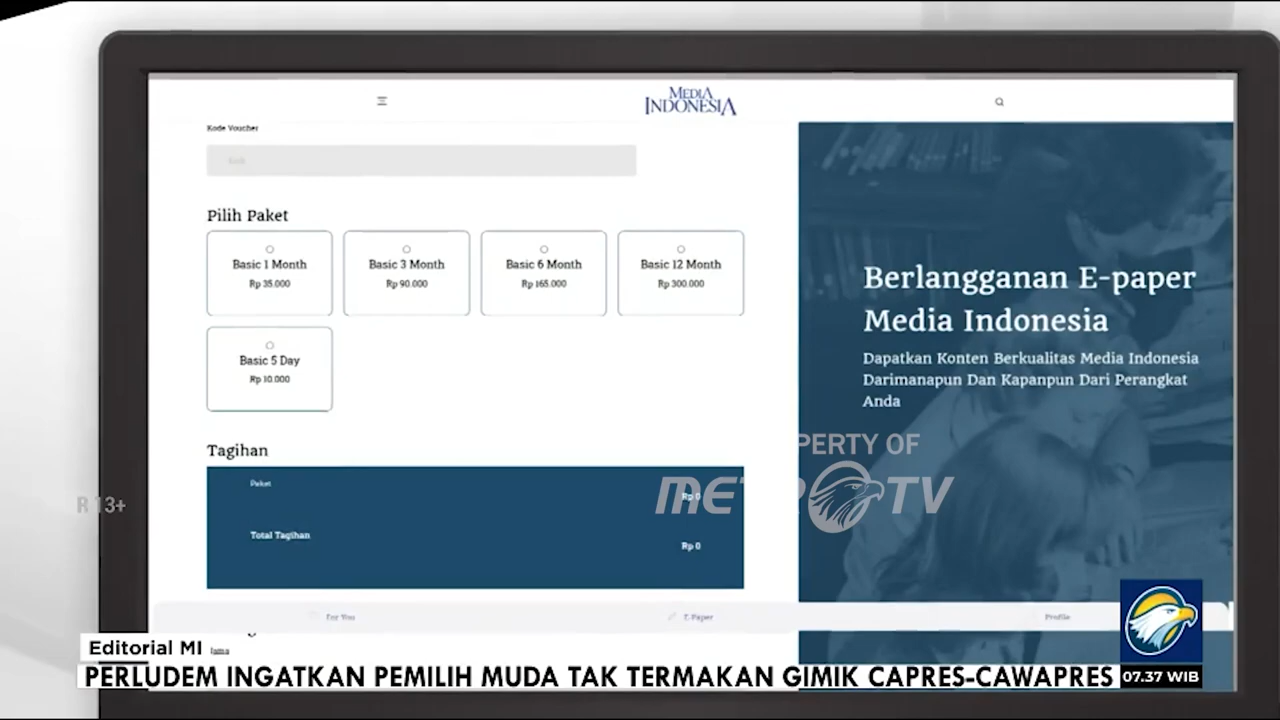 MEDIA
INDONESIA
Kode Voucher
Pilih Paket
Basic 1 Month
Rp 35.000
Basic 3 Month
Rp 90.000
Basic 6 Month
Rp 165.000
Basic 12 Month
Rp 300.000
Basic 5 Day
Rp 10.000
Tagihan
Paket
Rp 0
Total Tagihan
Rp 0
Berlangganan E-paper
Media Indonesia
Dapatkan Konten Berkualitas Media Indonesia
Darimanapun Dan Kapanpun Dari Perangkat
Anda
PERTY OF
METR TV
R 13+
For You
E-Paper
Profile
Editorial MI
PERLUDEM INGATKAN PEMILIH MUDA TAK TERMAKAN GIMIK CAPRES-CAWAPRES
07.37 WIB